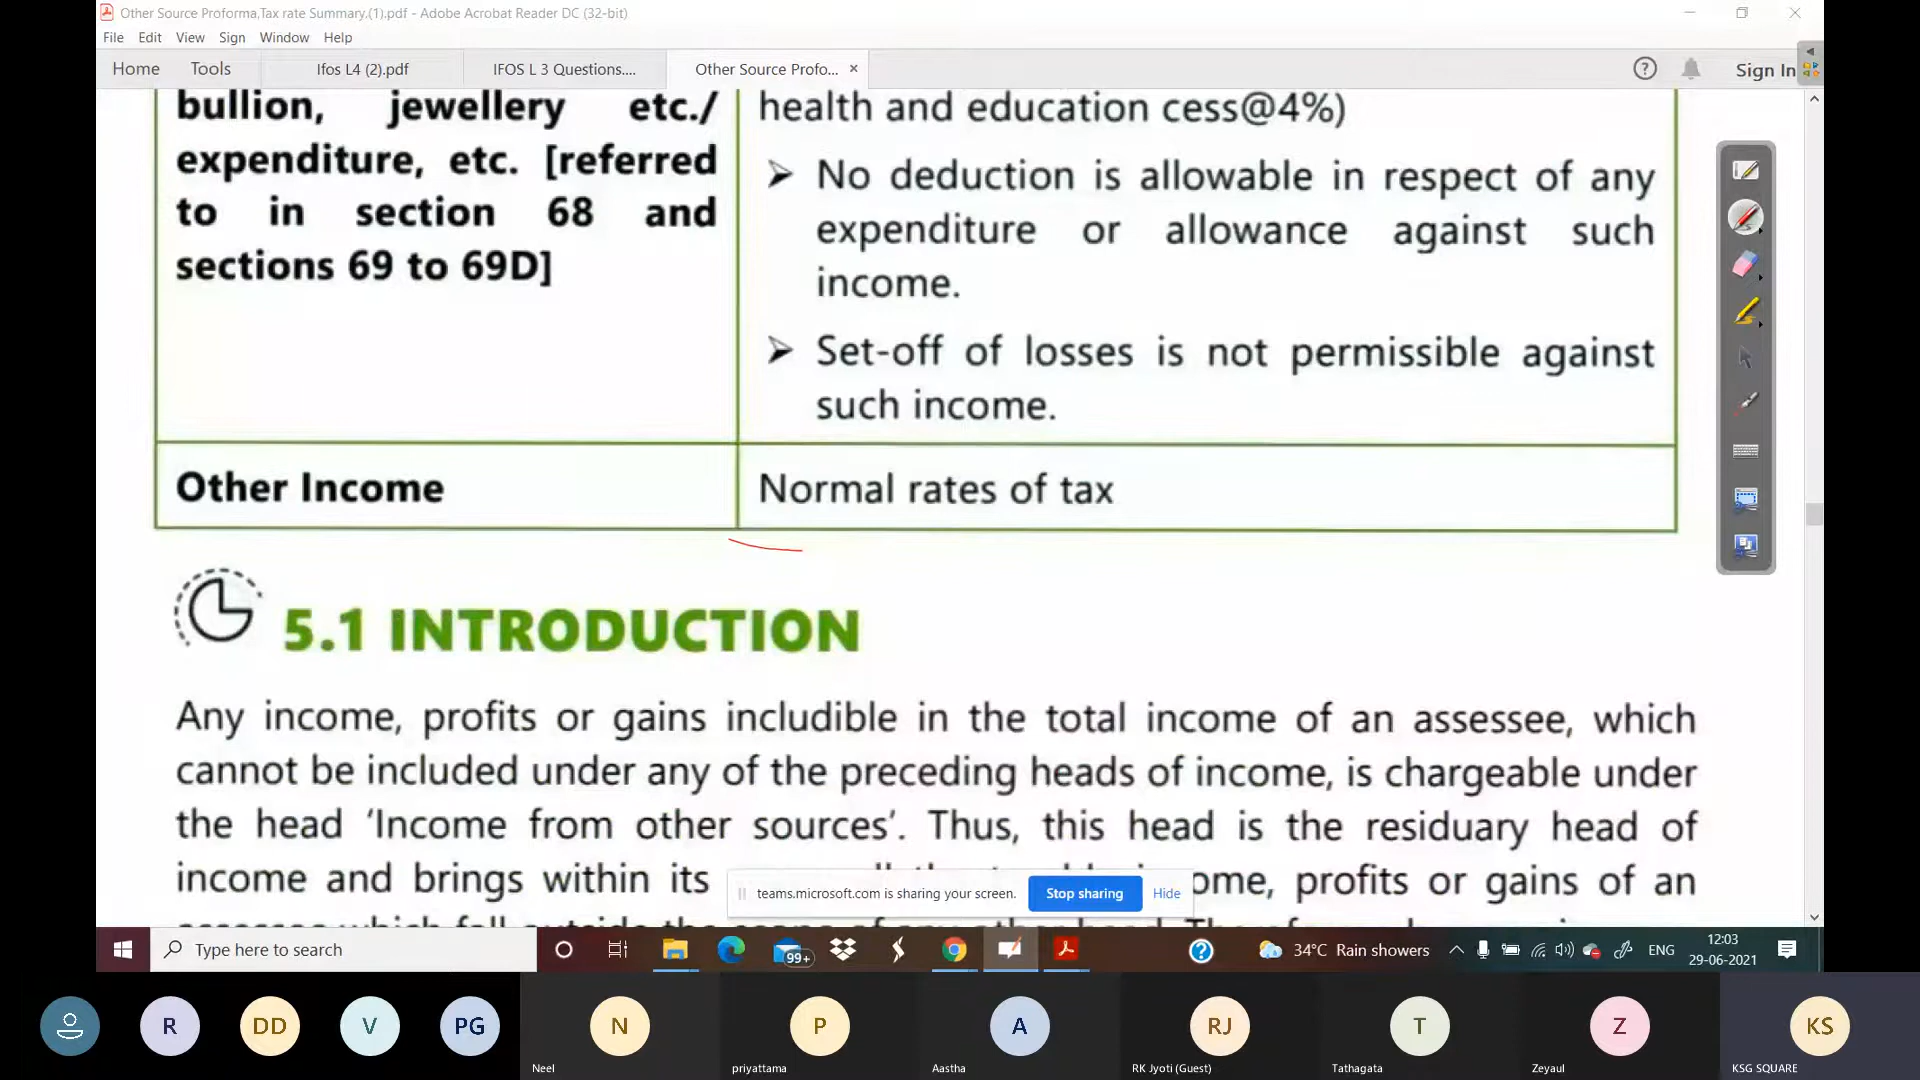 Other Source Proforma,Tax rate Summary.(1).pdf - Adobe Acrobat Reader DC (32-bit)
File Edit View Sign Window Help
Home Tools Ifos L4 (2).pdf IFOS L 3 Questions.... Other Source Profo... × Sign In
bullion, jewellery etc./
expenditure, etc. [referred
to in section 68 and
sections 69 to 69D]
health and education cess@4%)
➤ No deduction is allowable in respect of any
expenditure or allowance against such
income.
➤ Set-off of losses is not permissible against
such income.
Other Income Normal rates of tax
5.1 INTRODUCTION
Any income, profits or gains includible in the total income of an assessee, which
cannot be included under any of the preceding heads of income, is chargeable under
the head ‘Income from other sources’. Thus, this head is the residuary head of
income and brings within its ome, profits or gains of an
teams.microsoft.com is sharing your screen. Stop sharing Hide
Type here to search
99+
34°C Rain showers
ENG
12:03
29-06-2021
R DD V PG N P A RJ T Z KS
Neel priyattama Aastha RK Jyoti (Guest) Tathagata Zeyaul KSG SQUARE